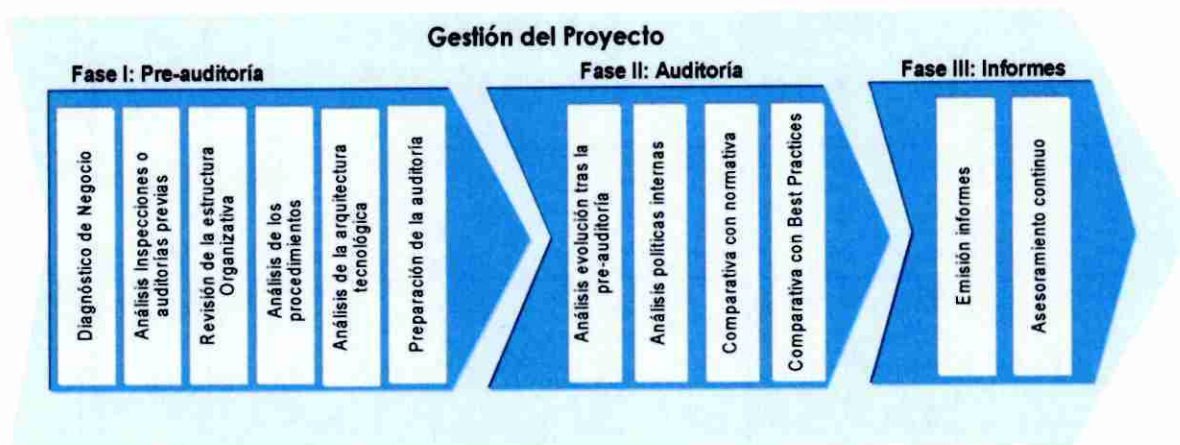 Gestión del Proyecto
Fase I: Pre-auditoría
Diagnóstico de Negocio
Análisis Inspecciones o
auditorías previas
Revisión de la estructura
Organizativa
Análisis de los
procedimientos
Análisis de la arquitectura
tecnológica
Preparación de la auditoría
Fase II: Auditoría
Análisis evolución tras la
pre-auditoría
Análisis políticas internas
Comparativa con normativa
Comparativa con Best Practices
Fase III: Informes
Emisión informes
Asesoramiento continuo